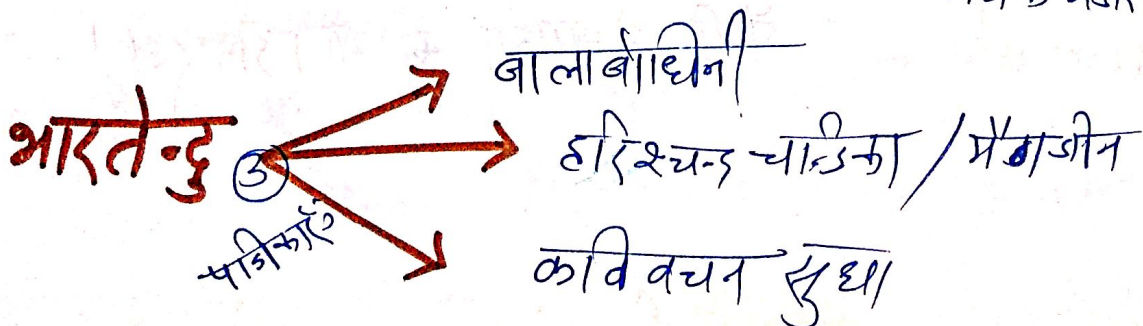 बालाबोधिनी
भारतेन्दु ③ हरिश्चन्द्र चन्द्रिका / मैगजीन
पत्रिकाएँ
कविवचन सुधा